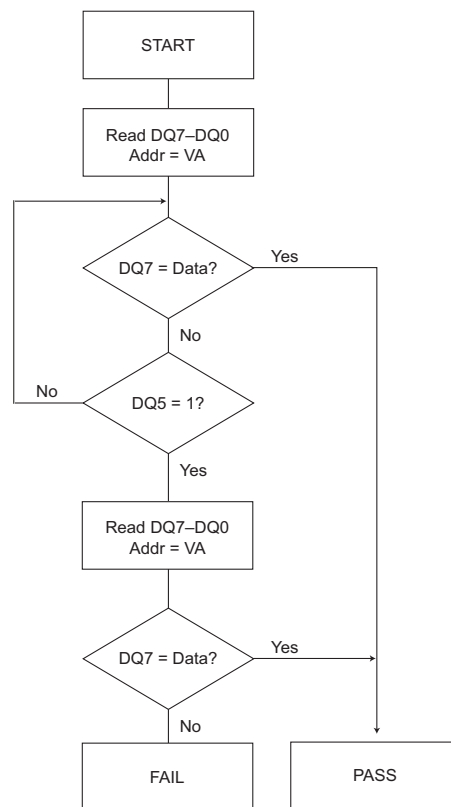 START
Read DQ7–DQ0
Addr = VA
DQ7 = Data?
Yes
No
No
DQ5 = 1?
Yes
Read DQ7–DQ0
Addr = VA
DQ7 = Data?
Yes
No
FAIL
PASS